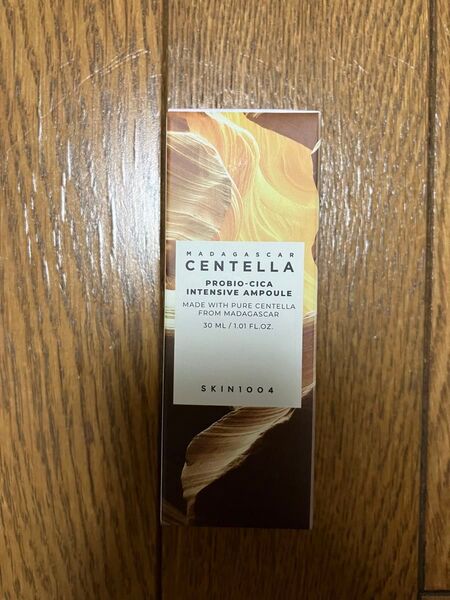 MADAGASCAR
CENTELLA
PROBIO-CICA
INTENSIVE AMPOULE
MADE WITH PURE CENTELLA
FROM MADAGASCAR
30 ML / 1.01 FL.OZ.
SKIN1004